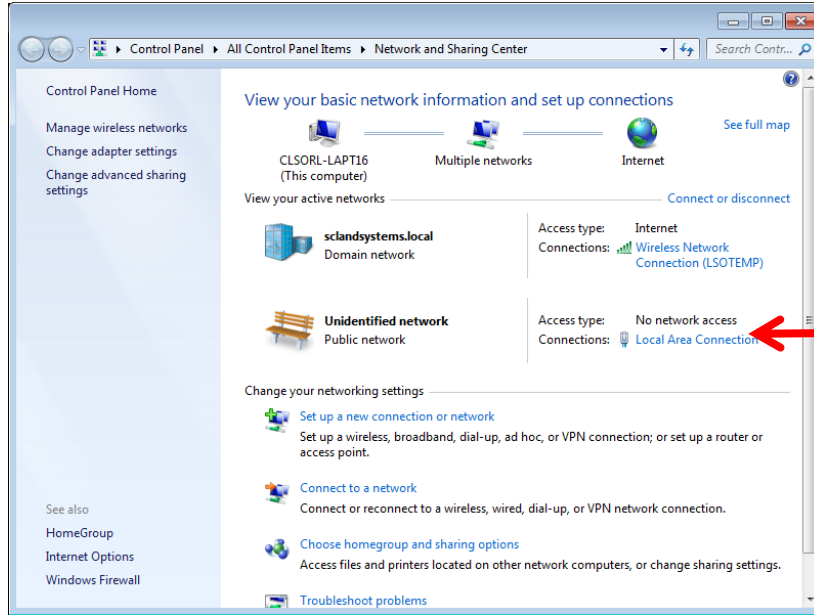 Control Panel ▸ All Control Panel Items ▸ Network and Sharing Center
Search Contr...
Control Panel Home
Manage wireless networks
Change adapter settings
Change advanced sharing
settings
View your basic network information and set up connections
See full map
CLSORL-LAPT16
(This computer)
Multiple networks
Internet
View your active networks
Connect or disconnect
sclandsystems.local
Domain network
Access type: Internet
Connections: Wireless Network
Connection (LSOTEMP)
Unidentified network
Public network
Access type: No network access
Connections: Local Area Connection
Change your networking settings
Set up a new connection or network
Set up a wireless, broadband, dial-up, ad hoc, or VPN connection; or set up a router or
access point.
Connect to a network
Connect or reconnect to a wireless, wired, dial-up, or VPN network connection.
Choose homegroup and sharing options
Access files and printers located on other network computers, or change sharing settings.
Troubleshoot problems
See also
HomeGroup
Internet Options
Windows Firewall